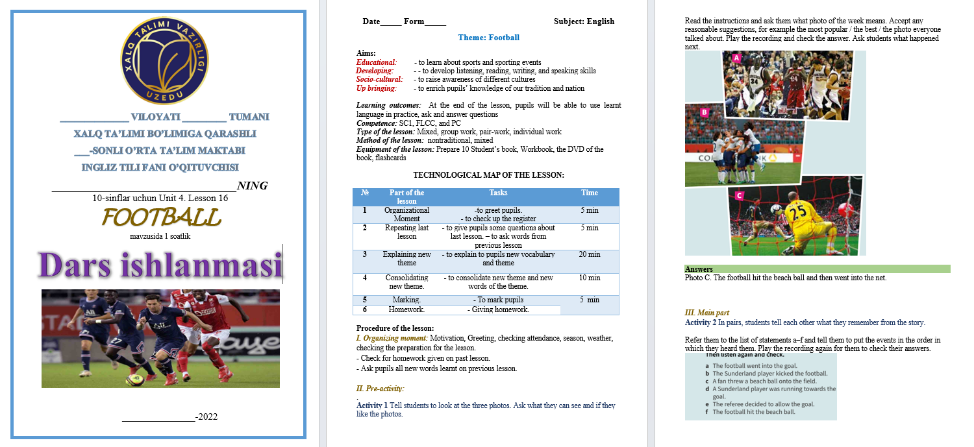 XALQ TALIMI VAZIRLIGI
UZEDU
_____________ VILOYATI _________ TUMANI
XALQ TA'LIMI BO'LIMIGA QARASHLI
___-SONLI O'RTA TA'LIM MAKTABI
INGLIZ TILI FANI O'QITUVCHISI
______________________________NING
10-sinflar uchun Unit 4. Lesson 16
FOOTBALL
mavzusida 1 soatlik
Dars ishlanmasi
_______________-2022
Date_____ Form_____ Subject: English
Theme: Football
Aims:
Educational: - to learn about sports and sporting events
Developing: - - to develop listening, reading, writing, and speaking skills
Socio-cultural: - to raise awareness of different cultures
Up bringing: - to enrich pupils' knowledge of our tradition and nation
Learning outcomes: At the end of the lesson, pupils will be able to use learnt
language in practice, ask and answer questions
Competence: SC1, FLCC, and PC
Type of the lesson: Mixed, group work, pair-work, individual work
Method of the lesson: nontraditional, mixed
Equipment of the lesson: Prepare 10 Student's book, Workbook, the DVD of the
book, flashcards
TECHNOLOGICAL MAP OF THE LESSON:
№ Part of the lesson Tasks Time
1 Organizational Moment -to greet pupils. - to check up the register 5 min
2 Repeating last lesson - to give pupils some questions about last lesson. – to ask words from previous lesson 5 min
3 Explaining new theme - to explain to pupils new vocabulary and theme 20 min
4 Consolidating new theme. - to consolidate new theme and new words of the theme. 10 min
5 Marking. - To mark pupils 5 min
6 Homework. - Giving homework.
Procedure of the lesson:
I. Organizing moment: Motivation, Greeting, checking attendance, season, weather,
checking the preparation for the lesson.
- Check for homework given on past lesson.
- Ask pupils all new words learnt on previous lesson.
II. Pre-activity:
.
Activity 1 Tell students to look at the three photos. Ask what they can see and if they
like the photos.
Read the instructions and ask them what photo of the week means. Accept any
reasonable suggestions, for example the most popular / the best / the photo everyone
talked about. Play the recording and check the answer. Ask students what happened
next.
A
B
C
25
Answers
Photo C. The football hit the beach ball and then went into the net.
III. Main part
Activity 2 In pairs, students tell each other what they remember from the story.
Refer them to the list of statements a–f and tell them to put the events in the order in
which they heard them. Play the recording again for them to check their answers.
Then listen again and check.
a The football went into the goal.
b The Sunderland player kicked the football.
c A fan threw a beach ball onto the field.
d A Sunderland player was running towards the
goal.
e The referee decided to allow the goal.
f The football hit the beach ball.